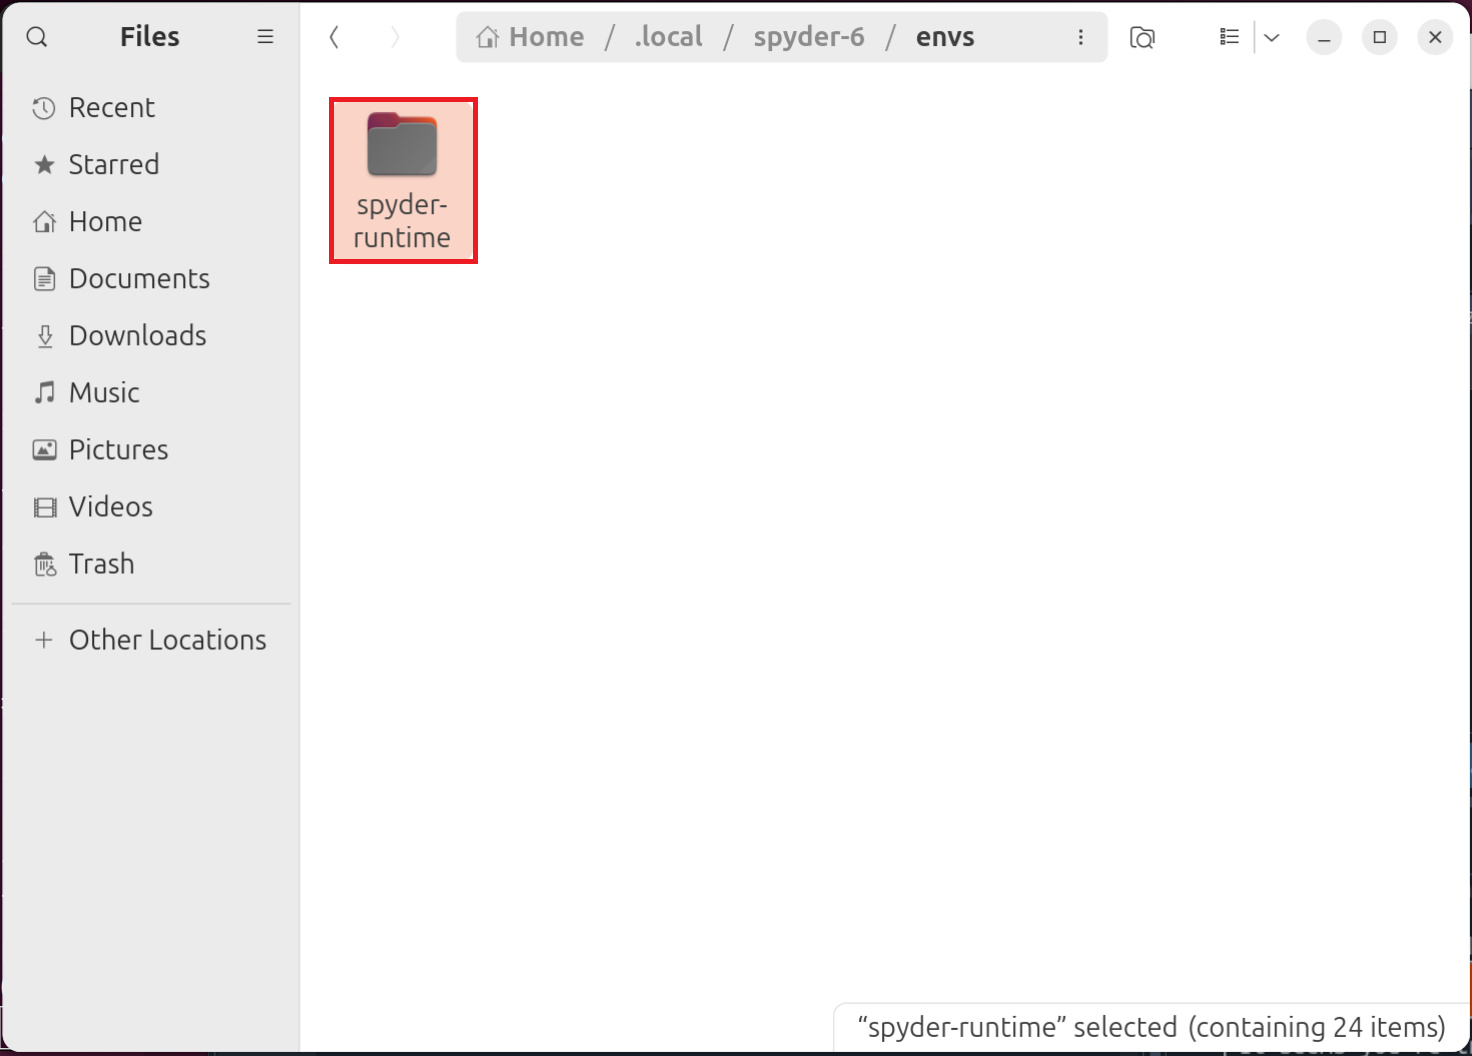 Files
Home / .local / spyder-6 / envs
Recent
Starred
Home
Documents
Downloads
Music
Pictures
Videos
Trash
Other Locations
spyder-
runtime
“spyder-runtime” selected (containing 24 items)